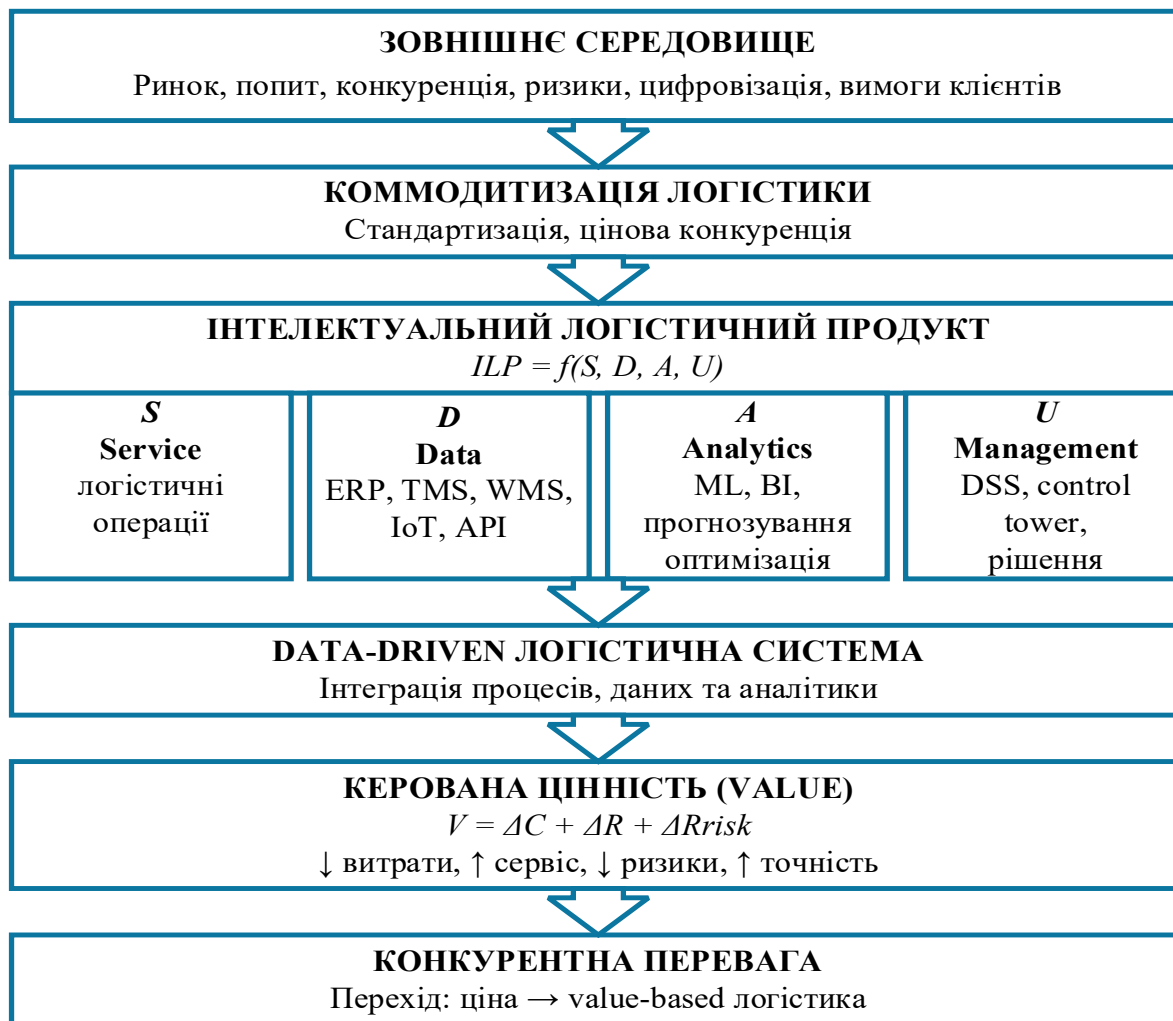 ЗОВНІШНЄ СЕРЕДОВИЩЕ
Ринок, попит, конкуренція, ризики, цифровізація, вимоги клієнтів
КОММОДИТИЗАЦІЯ ЛОГІСТИКИ
Стандартизація, цінова конкуренція
ІНТЕЛЕКТУАЛЬНИЙ ЛОГІСТИЧНИЙ ПРОДУКТ
ILP = f(S, D, A, U)
S
Service
логістичні
операції
D
Data
ERP, TMS, WMS,
IoT, API
A
Analytics
ML, BI,
прогнозування
оптимізація
U
Management
DSS, control
tower,
рішення
DATA-DRIVEN ЛОГІСТИЧНА СИСТЕМА
Інтеграція процесів, даних та аналітики
КЕРОВАНА ЦІННІСТЬ (VALUE)
V = ΔC + ΔR + ΔRrisk
↓ витрати, ↑ сервіс, ↓ ризики, ↑ точність
КОНКУРЕНТНА ПЕРЕВАГА
Перехід: ціна → value-based логістика